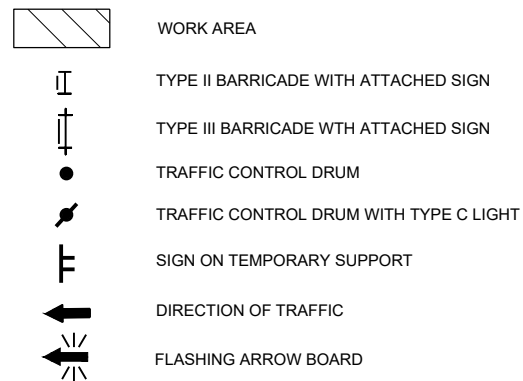 WORK AREA
TYPE II BARRICADE WITH ATTACHED SIGN
TYPE III BARRICADE WTH ATTACHED SIGN
TRAFFIC CONTROL DRUM
TRAFFIC CONTROL DRUM WITH TYPE C LIGHT
SIGN ON TEMPORARY SUPPORT
DIRECTION OF TRAFFIC
FLASHING ARROW BOARD